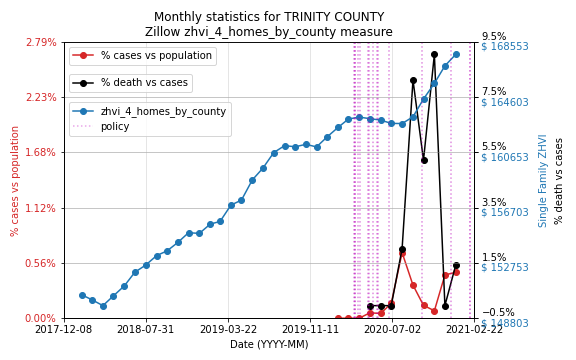 Monthly statistics for TRINITY COUNTY
Zillow zhvi_4_homes_by_county measure
2.79%
2.23%
1.68%
1.12%
0.56%
0.00%
% cases vs population
% cases vs population
% death vs cases
zhvi_4_homes_by_county
policy
9.5%
$ 168553
7.5%
$ 164603
5.5%
$ 160653
3.5%
$ 156703
1.5%
$ 152753
−0.5%
$ 148803
Single Family ZHVI
% death vs cases
2017-12-08
2018-07-31
2019-03-22
2019-11-11
2020-07-02
2021-02-22
Date (YYYY-MM)